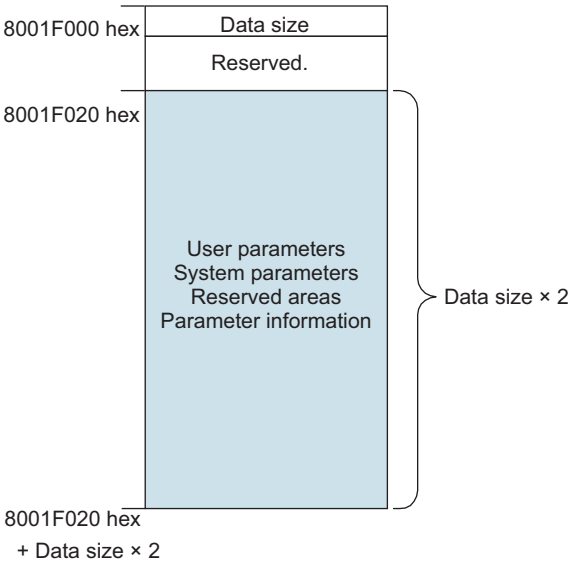 8001F000 hex
Data size
Reserved.
8001F020 hex
User parameters
System parameters
Reserved areas
Parameter information
Data size × 2
8001F020 hex
+ Data size × 2